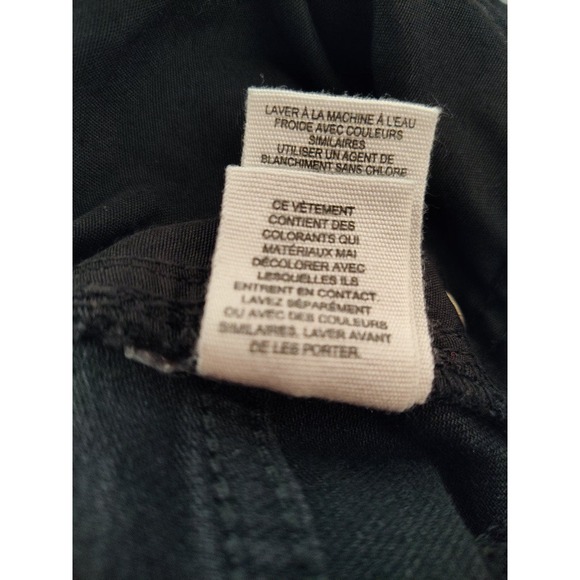 LAVER À LA MACHINE À L'EAU
FROIDE AVEC COULEURS
SIMILAIRES
UTILISER UN AGENT DE
BLANCHIMENT SANS CHLORE
CE VÊTEMENT
CONTIENT DES
COLORANTS QUI
MATÉRIAUX MAI
DÉCOLORER AVEC
LESQUELLES ILS
ENTRENT EN CONTACT.
LAVEZ SÉPARÉMENT
OU AVEC DES COULEURS
SIMILAIRES. LAVER AVANT
DE LES PORTER.